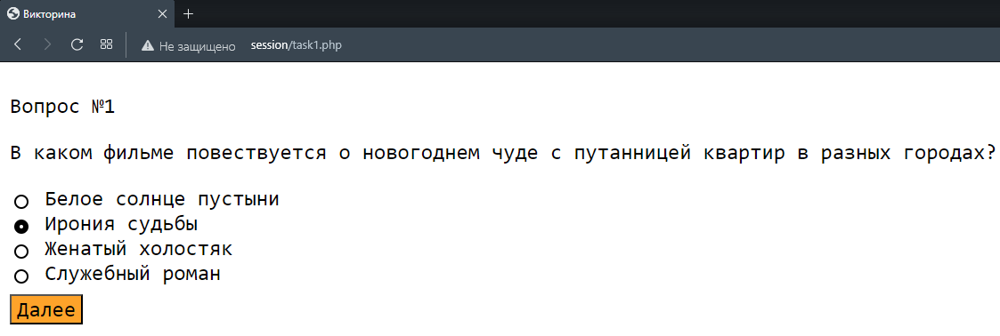 Викторина
Не защищено session/task1.php
Вопрос №1
В каком фильме повествуется о новогоднем чуде с путанницей квартир в разных городах?
Белое солнце пустыни
Ирония судьбы
Женатый холостяк
Служебный роман
Далее